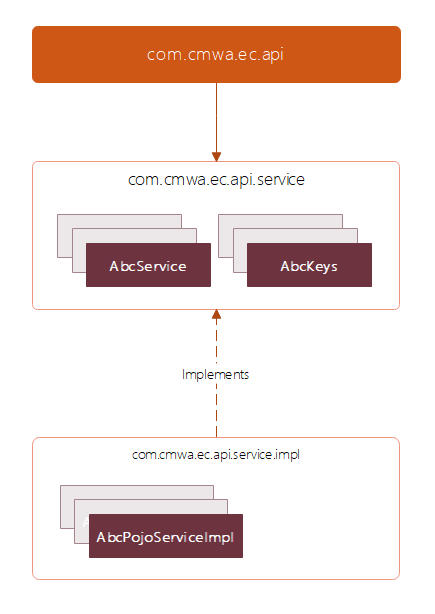 com.cmwa.ec.api
com.cmwa.ec.api.service
AbcService
AbcKeys
Implements
com.cmwa.ec.api.service.impl
AbcPojoServiceImpl